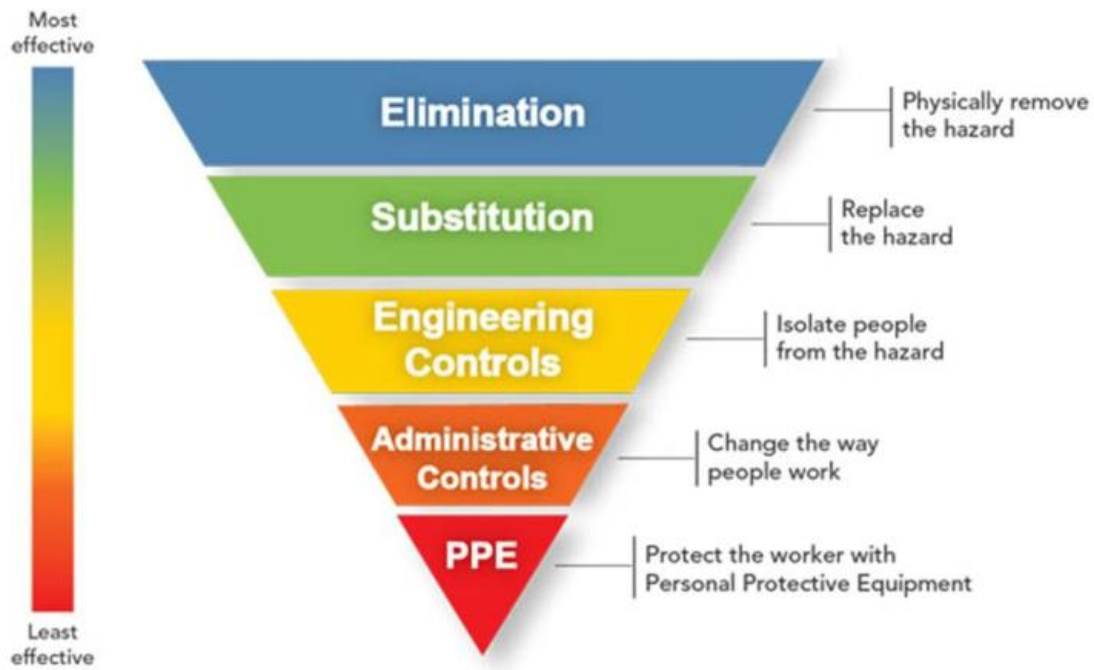 Most
effective
Elimination
Physically remove
the hazard
Substitution
Replace
the hazard
Engineering
Controls
Isolate people
from the hazard
Administrative
Controls
Change the way
people work
PPE
Protect the worker with
Personal Protective Equipment
Least
effective